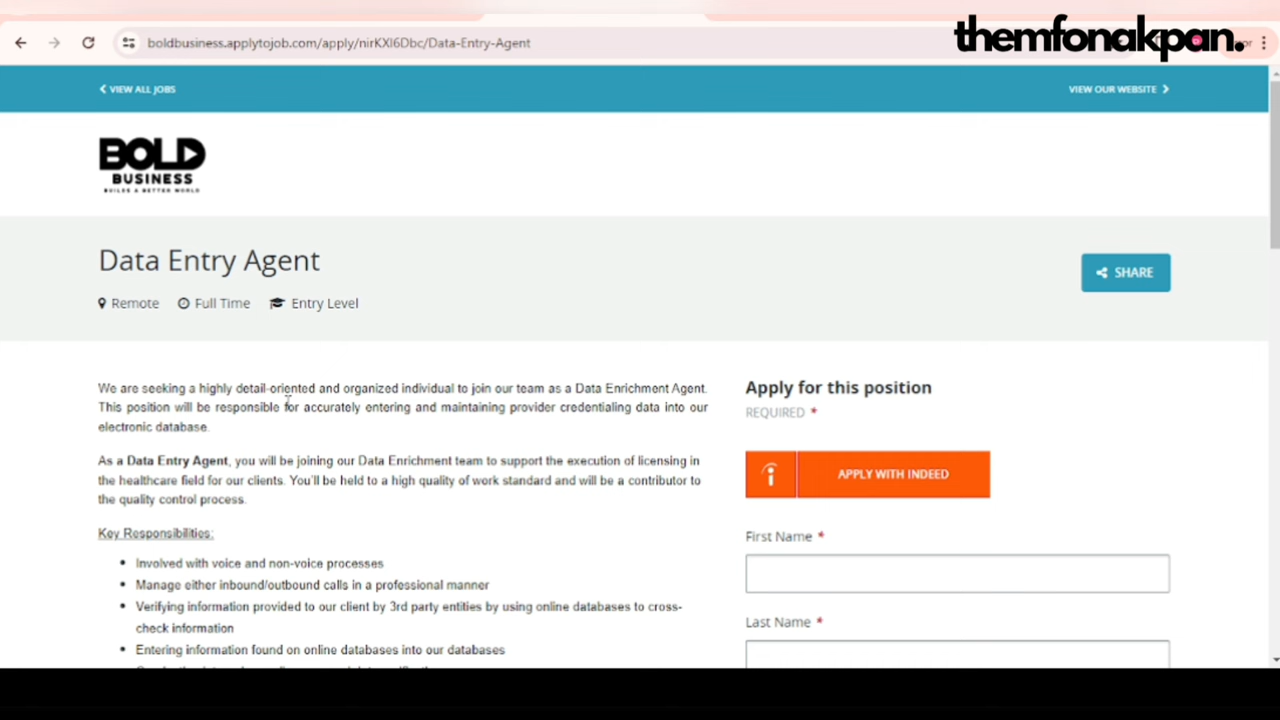 themfonakpan.
boldbusiness.applytojob.com/apply/nirKXI6Dbc/Data-Entry-Agent
VIEW ALL JOBS
VIEW OUR WEBSITE
BOLD
BUSINESS
BUILDS A BETTER WORLD
Data Entry Agent
Remote Full Time Entry Level
SHARE
We are seeking a highly detail-oriented and organized individual to join our team as a Data Enrichment Agent.
This position will be responsible for accurately entering and maintaining provider credentialing data into our
electronic database.
As a Data Entry Agent, you will be joining our Data Enrichment team to support the execution of licensing in
the healthcare field for our clients. You'll be held to a high quality of work standard and will be a contributor to
the quality control process.
Key Responsibilities:
Involved with voice and non-voice processes
Manage either inbound/outbound calls in a professional manner
Verifying information provided to our client by 3rd party entities by using online databases to cross-
check information
Entering information found on online databases into our databases
Apply for this position
REQUIRED *
APPLY WITH INDEED
First Name *
Last Name *